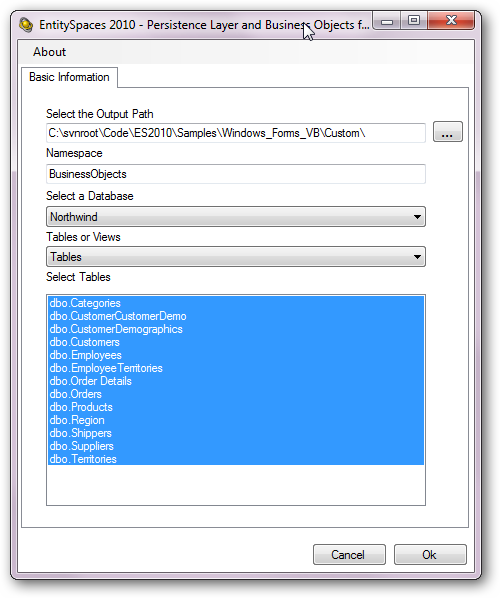 EntitySpaces 2010 - Persistence Layer and Business Objects f...
About
Basic Information
Select the Output Path
C:\svnroot\Code\ES2010\Samples\Windows_Forms_VB\Custom\
...
Namespace
BusinessObjects
Select a Database
Northwind
Tables or Views
Tables
Select Tables
dbo.Categories
dbo.CustomerCustomerDemo
dbo.CustomerDemographics
dbo.Customers
dbo.Employees
dbo.EmployeeTerritories
dbo.Order Details
dbo.Orders
dbo.Products
dbo.Region
dbo.Shippers
dbo.Suppliers
dbo.Territories
Cancel
Ok